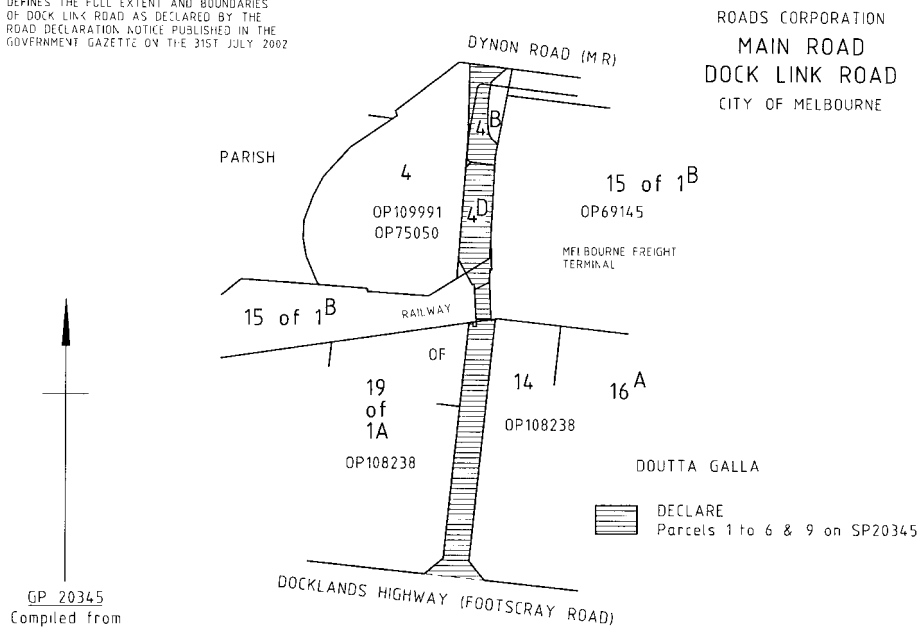 DEFINES THE FULL EXTENT AND BOUNDARIES
OF DOCK LINK ROAD AS DECLARED BY THE
ROAD DECLARATION NOTICE PUBLISHED IN THE
GOVERNMENT GAZETTE ON THE 31ST JULY 2002
ROADS CORPORATION
MAIN ROAD
DOCK LINK ROAD
CITY OF MELBOURNE
DYNON ROAD (MR)
PARISH
4
OP109991
OP75050
4B
4D
15 of 1B
OP69145
MELBOURNE FREIGHT
TERMINAL
15 of 1B
RAILWAY
OF
19
of
1A
OP108238
14
OP108238
16A
DOUTTA GALLA
DECLARE
Parcels 1 to 6 & 9 on SP20345
DOCKLANDS HIGHWAY (FOOTSCRAY ROAD)
GP 20345
Compiled from